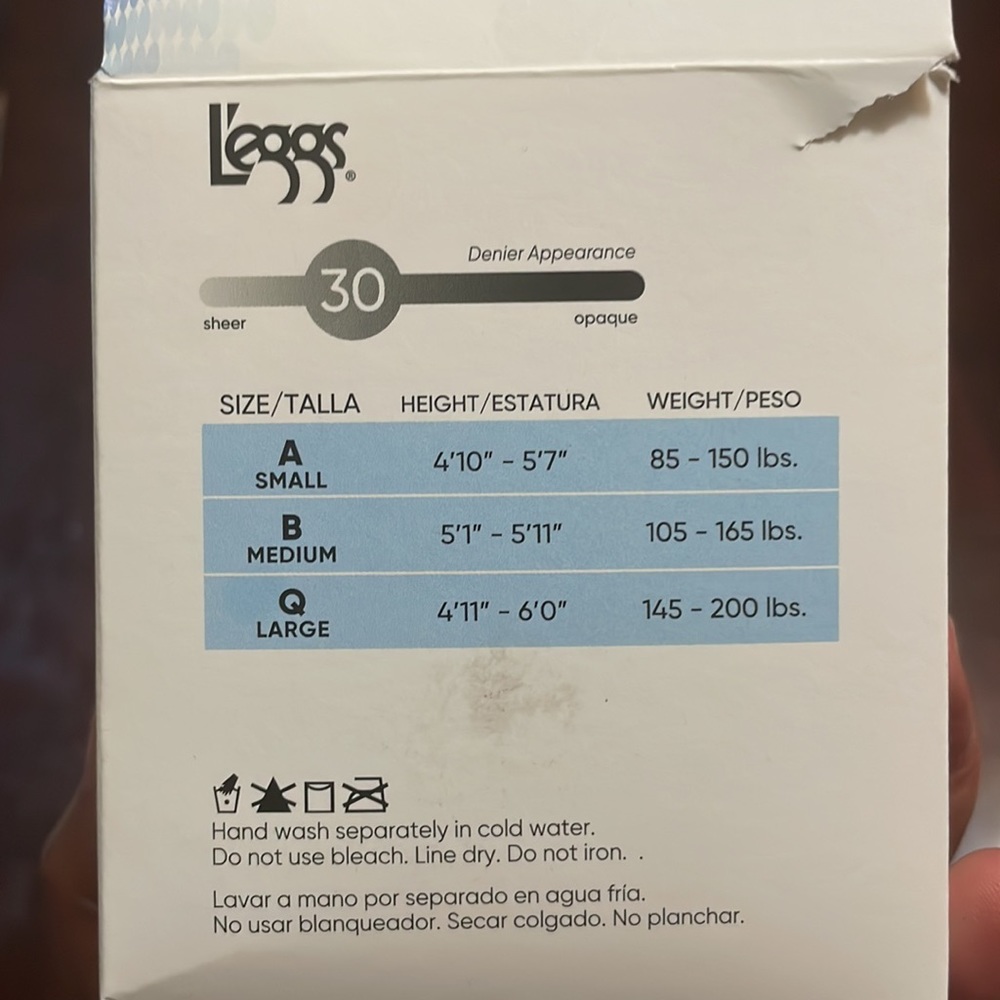 L'eggs®
Denier Appearance
30
sheer opaque
SIZE/TALLA HEIGHT/ESTATURA WEIGHT/PESO
A 4'10" – 5'7" 85 – 150 lbs.
SMALL
B 5'1" – 5'11" 105 – 165 lbs.
MEDIUM
Q 4'11" – 6'0" 145 – 200 lbs.
LARGE
Hand wash separately in cold water.
Do not use bleach. Line dry. Do not iron. .
Lavar a mano por separado en agua fría.
No usar blanqueador. Secar colgado. No planchar.